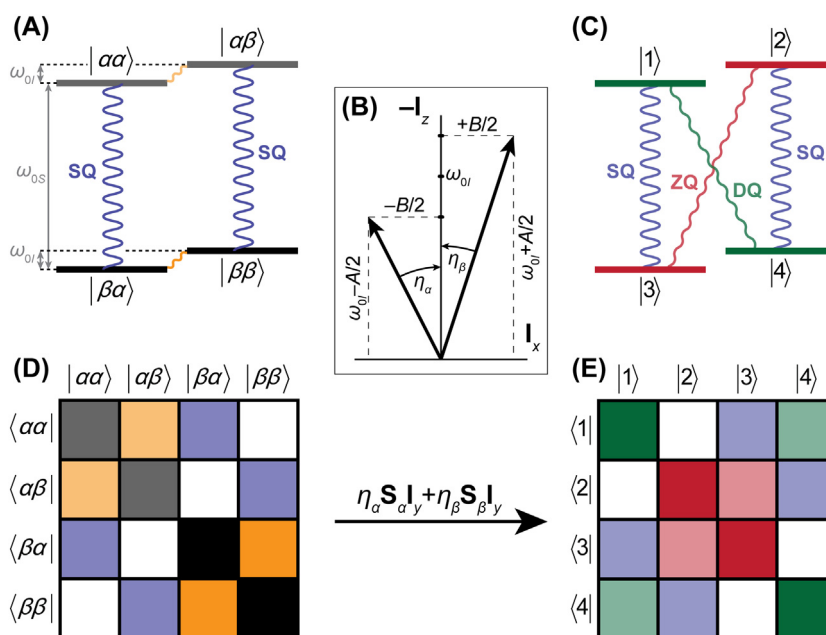 (A)
|αα⟩
|αβ⟩
ω0I
ω0S
ω0I
SQ
SQ
|βα⟩
|ββ⟩
(B)
–Iz
+B/2
ω0I
–B/2
ηα
ηβ
ω0I–A/2
ω0I+A/2
Ix
(C)
|1⟩
|2⟩
SQ
ZQ
DQ
SQ
|3⟩
|4⟩
(D)
|αα⟩ |αβ⟩ |βα⟩ |ββ⟩
⟨αα|
⟨αβ|
⟨βα|
⟨ββ|
ηαSαIy+ηβSβIy
(E)
|1⟩ |2⟩ |3⟩ |4⟩
⟨1|
⟨2|
⟨3|
⟨4|